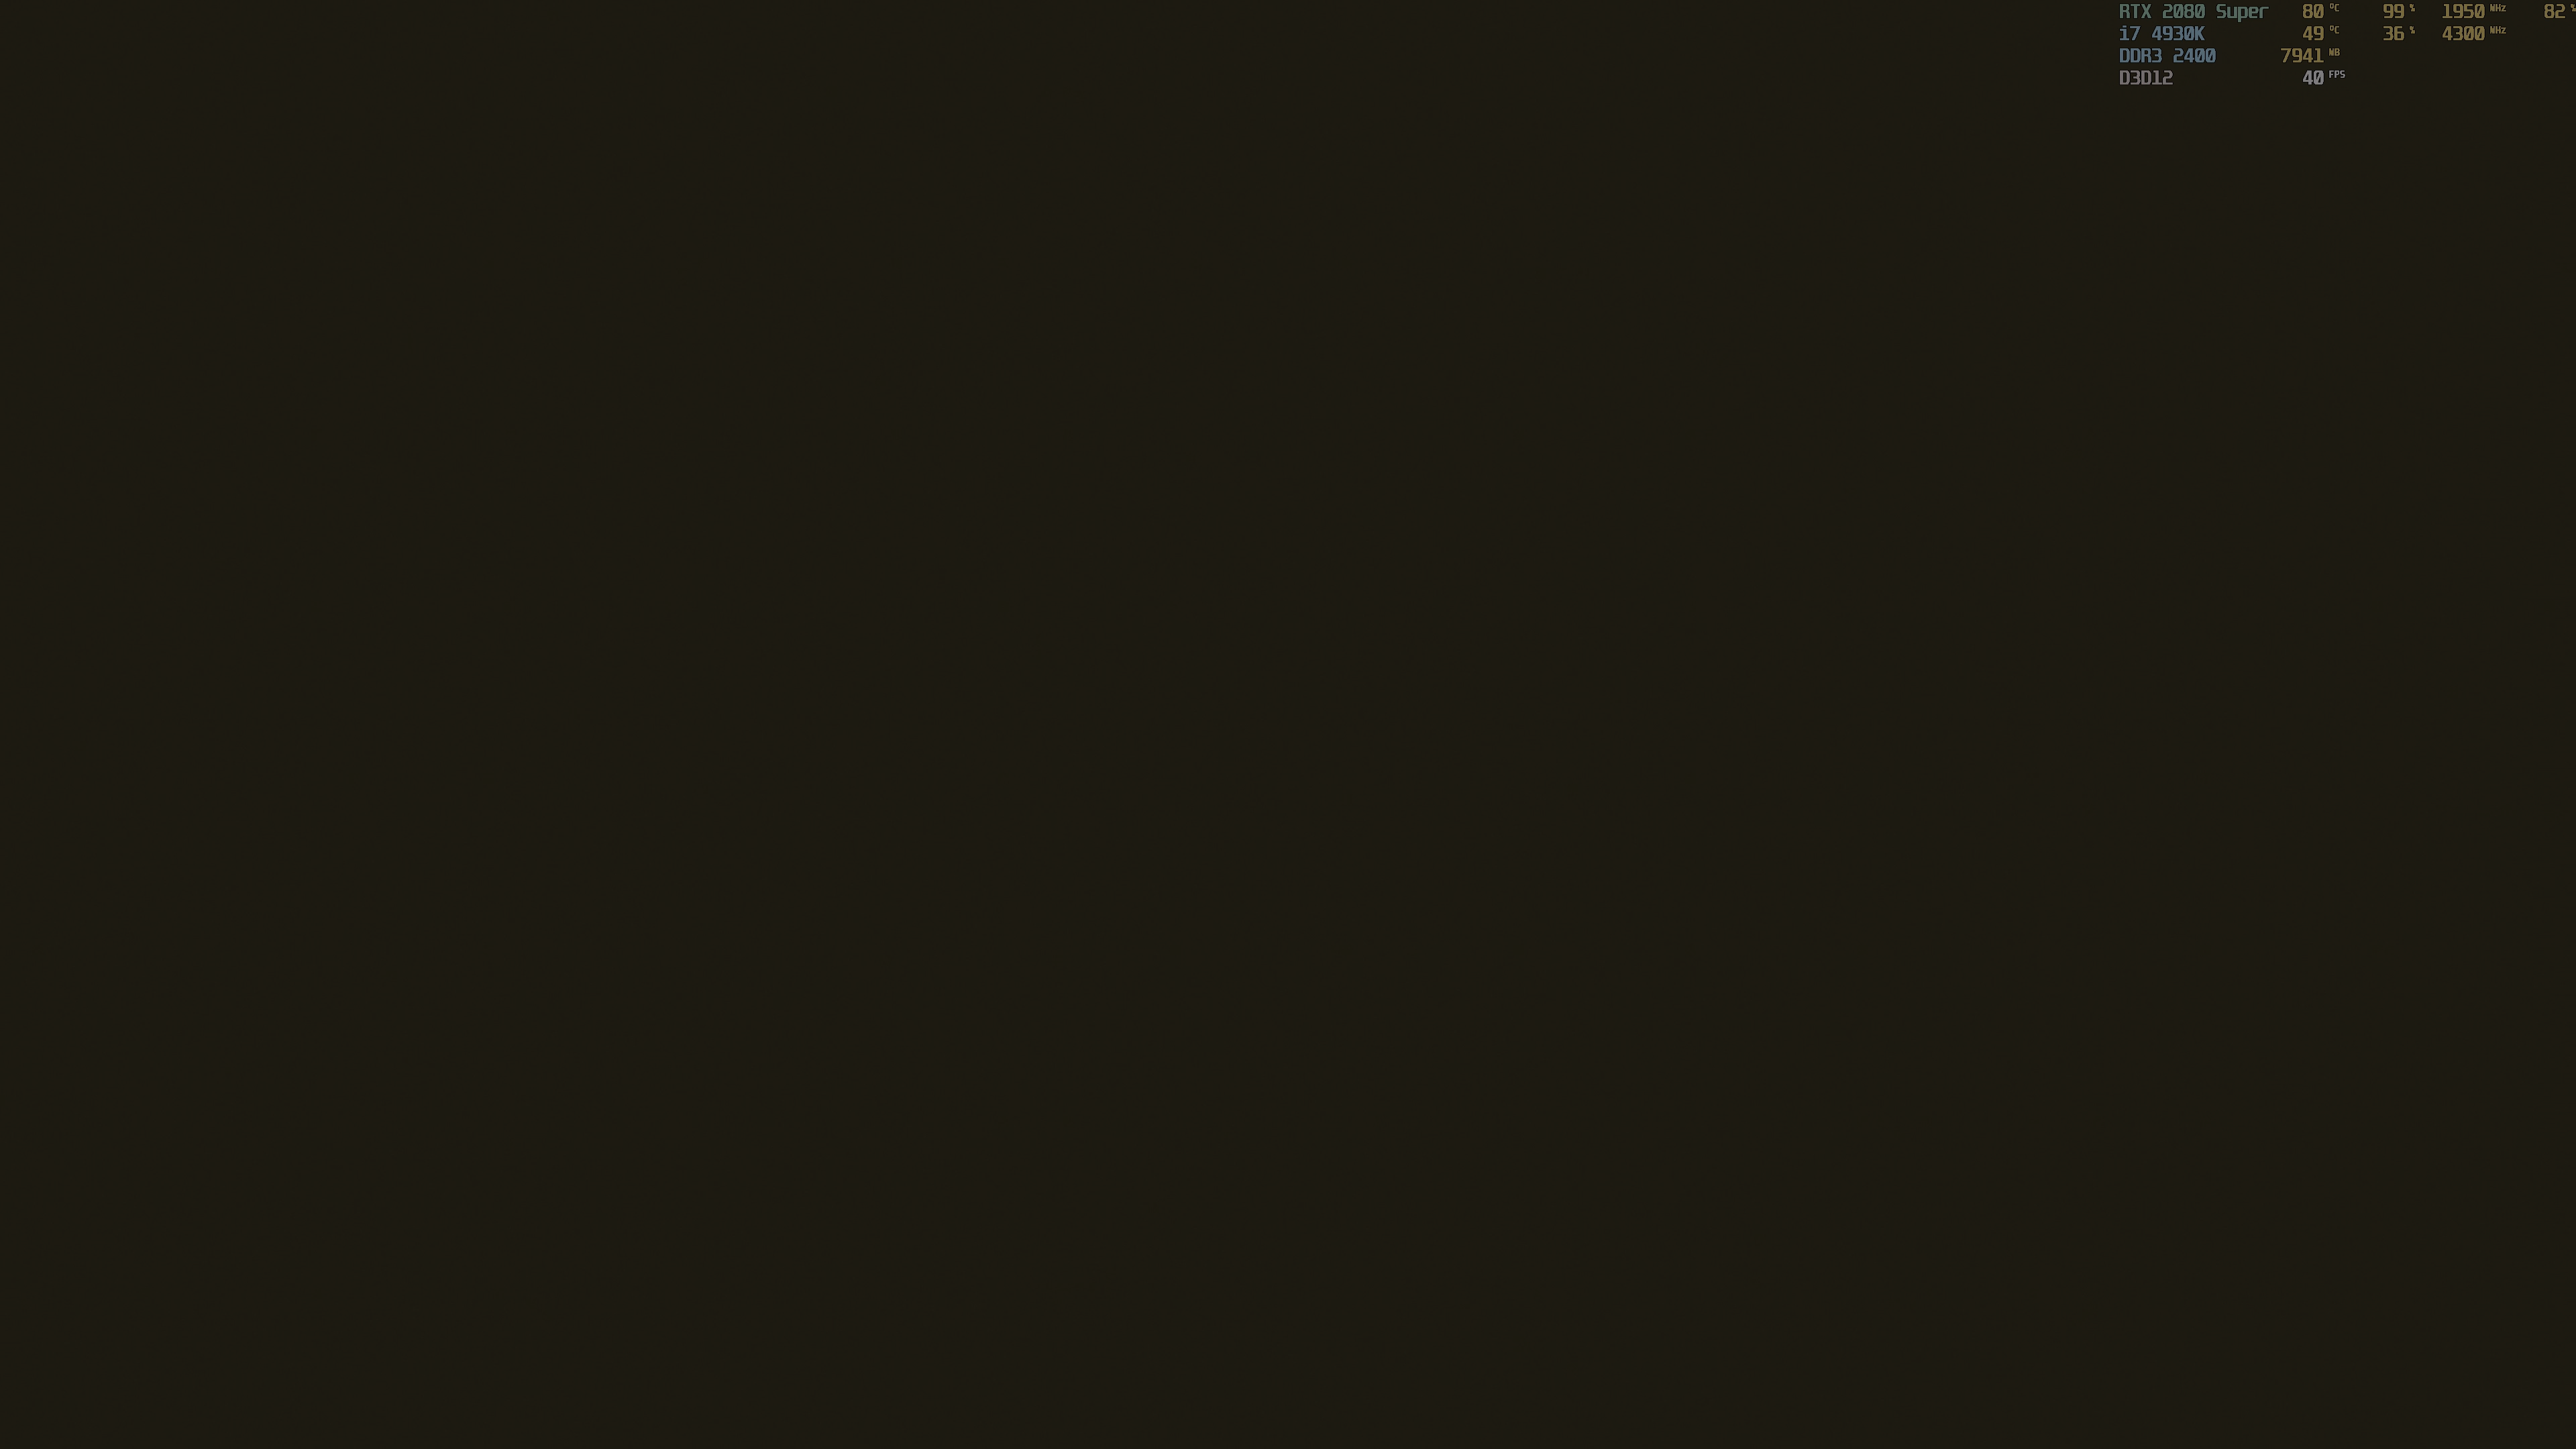 RTX 2080 Super 80 °C 99 % 1950 MHz 82 %
i7 4930K 49 °C 36 % 4300 MHz
DDR3 2400 7941 MB
D3D12 40 FPS